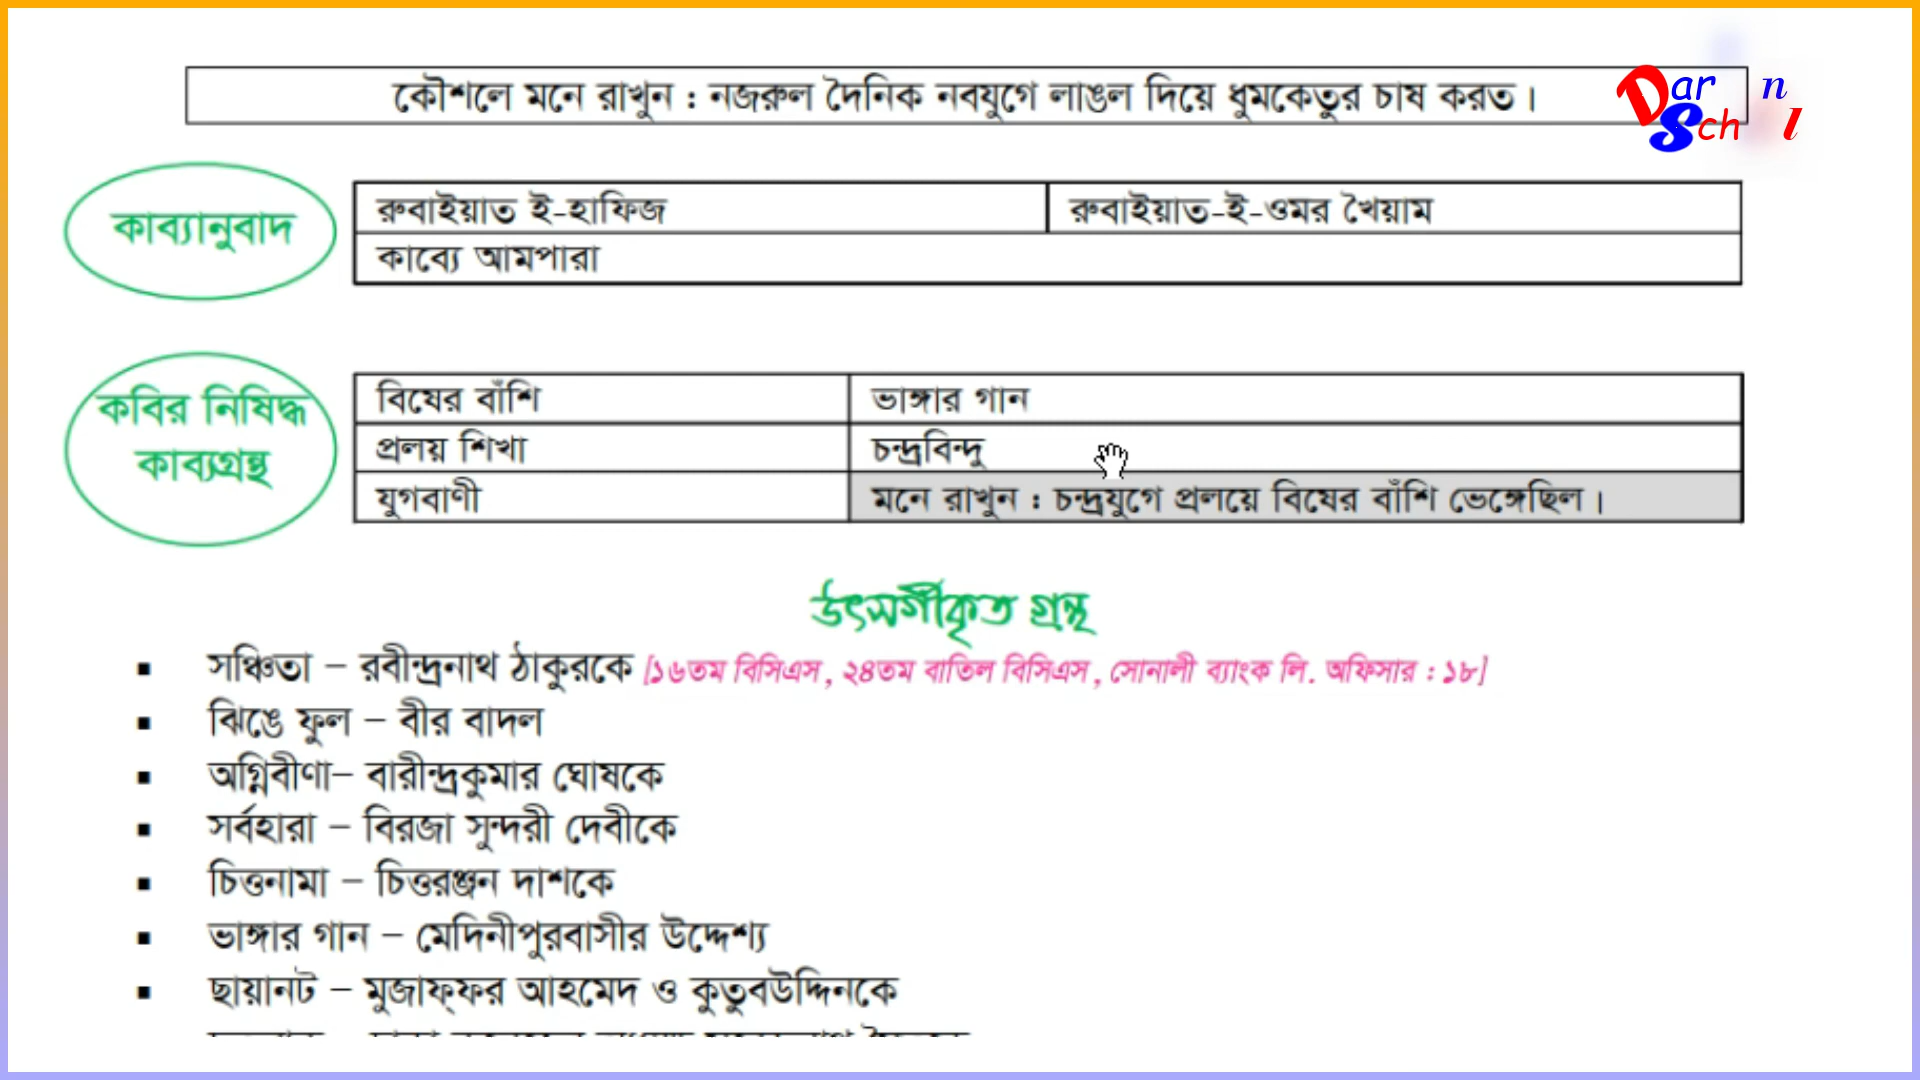 কৌশলে মনে রাখুন : নজরুল দৈনিক নবযুগে লাঙল দিয়ে ধুমকেতুর চাষ করত।
Dar n
Sch l
কাব্যানুবাদ
রুবাইয়াত ই-হাফিজ রুবাইয়াত-ই-ওমর খৈয়াম
কাব্যে আমপারা
কবির নিষিদ্ধ
কাব্যগ্রন্থ
বিষের বাঁশি ভাঙ্গার গান
প্রলয় শিখা চন্দ্রবিন্দু
যুগবাণী মনে রাখুন : চন্দ্রযুগে প্রলয়ে বিষের বাঁশি ভেঙ্গেছিল।
উৎসর্গীকৃত গ্রন্থ
▪ সঞ্চিতা – রবীন্দ্রনাথ ঠাকুরকে [১৬তম বিসিএস, ২৪তম বাতিল বিসিএস, সোনালী ব্যাংক লি. অফিসার : ১৮]
▪ ঝিঙে ফুল – বীর বাদল
▪ অগ্নিবীণা– বারীন্দ্রকুমার ঘোষকে
▪ সর্বহারা – বিরজা সুন্দরী দেবীকে
▪ চিত্তনামা – চিত্তরঞ্জন দাশকে
▪ ভাঙ্গার গান – মেদিনীপুরবাসীর উদ্দেশ্য
▪ ছায়ানট – মুজাফ্ফর আহমেদ ও কুতুবউদ্দিনকে